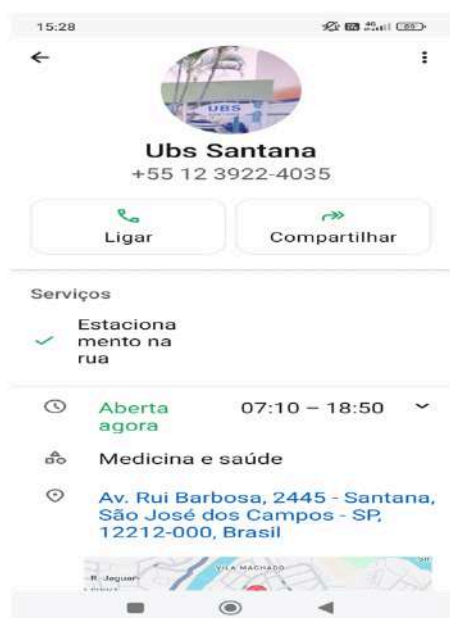 15:28
UBS
Ubs Santana
+55 12 3922-4035
Ligar
Compartilhar
Serviços
Estaciona
mento na
rua
Aberta
agora
07:10 – 18:50
Medicina e saúde
Av. Rui Barbosa, 2445 - Santana,
São José dos Campos - SP,
12212-000, Brasil
VILA MACHADO
R. Jaguar